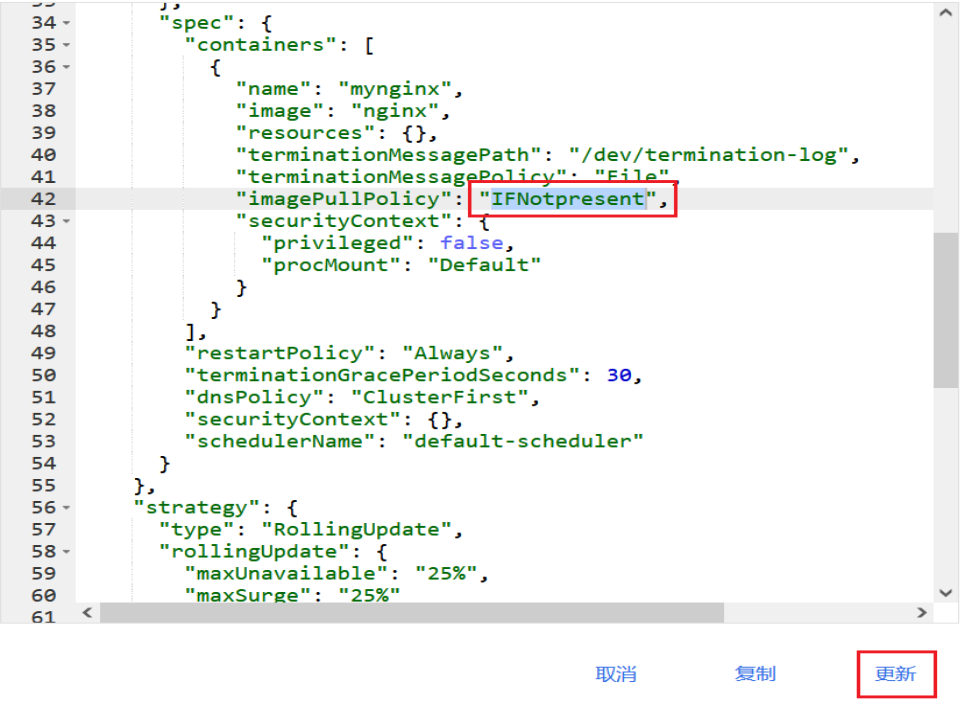 33 },
34 "spec": {
35 "containers": [
36 {
37 "name": "mynginx",
38 "image": "nginx",
39 "resources": {},
40 "terminationMessagePath": "/dev/termination-log",
41 "terminationMessagePolicy": "File",
42 "imagePullPolicy": "IFNotpresent",
43 "securityContext": {
44 "privileged": false,
45 "procMount": "Default"
46 }
47 }
48 ],
49 "restartPolicy": "Always",
50 "terminationGracePeriodSeconds": 30,
51 "dnsPolicy": "ClusterFirst",
52 "securityContext": {},
53 "schedulerName": "default-scheduler"
54 }
55 },
56 "strategy": {
57 "type": "RollingUpdate",
58 "rollingUpdate": {
59 "maxUnavailable": "25%",
60 "maxSurge": "25%"
61
取消 复制 更新